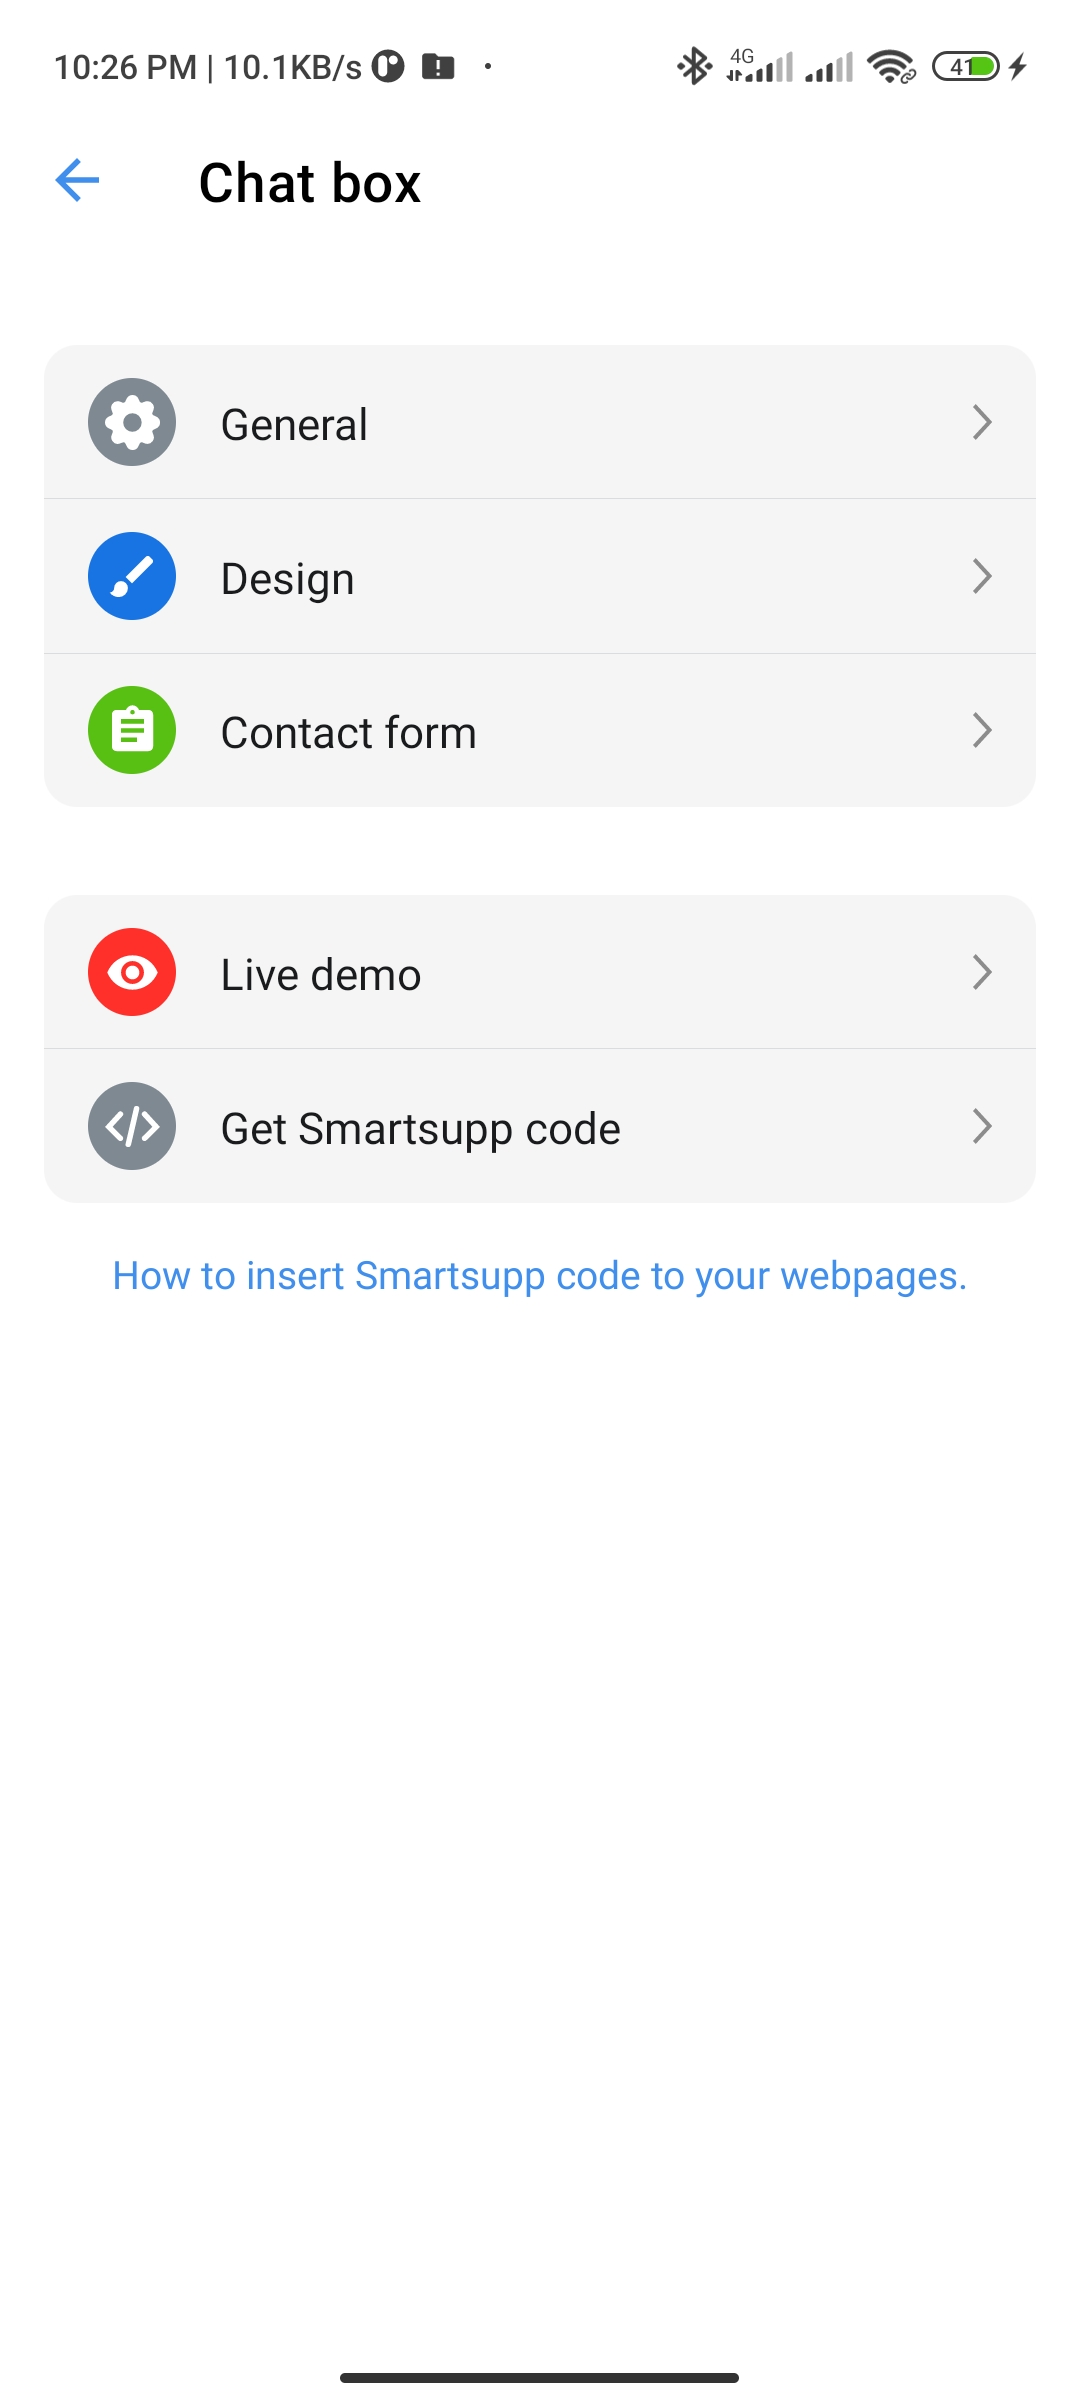 10:26 PM | 10.1KB/s 4G 41
Chat box
General
Design
Contact form
Live demo
Get Smartsupp code
How to insert Smartsupp code to your webpages.